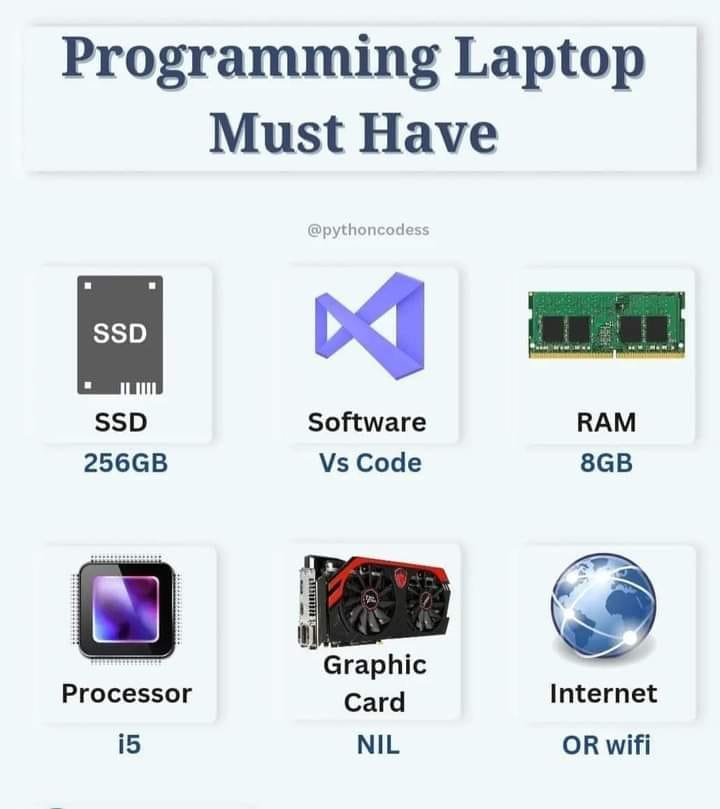 Programming Laptop
Must Have
@pythoncodess
SSD
SSD
256GB
Software
Vs Code
RAM
8GB
Processor
i5
Graphic
Card
NIL
Internet
OR wifi